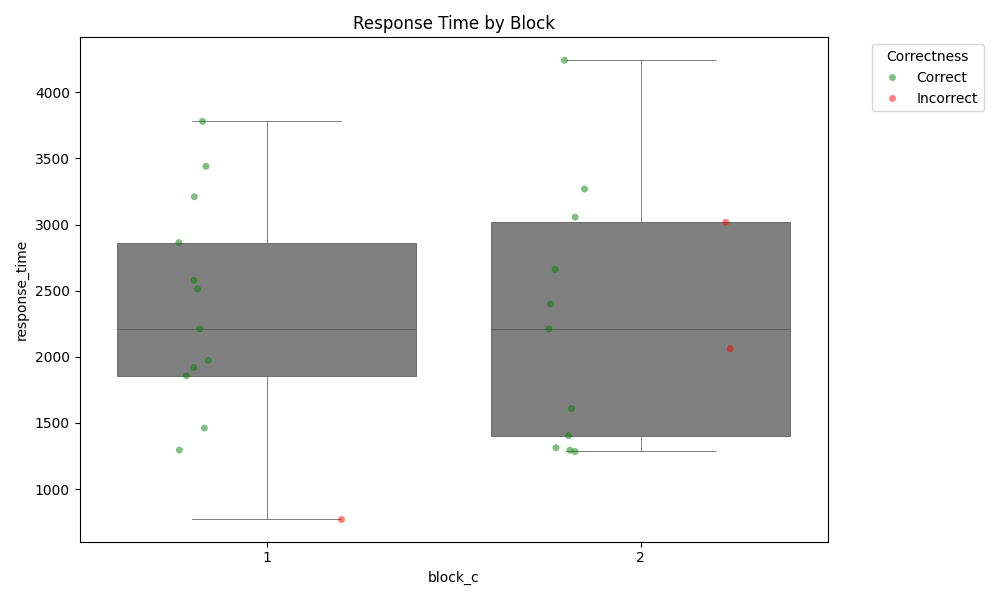 Response Time by Block
Correctness
Correct
Incorrect
response_time
4000
3500
3000
2500
2000
1500
1000
1
2
block_c